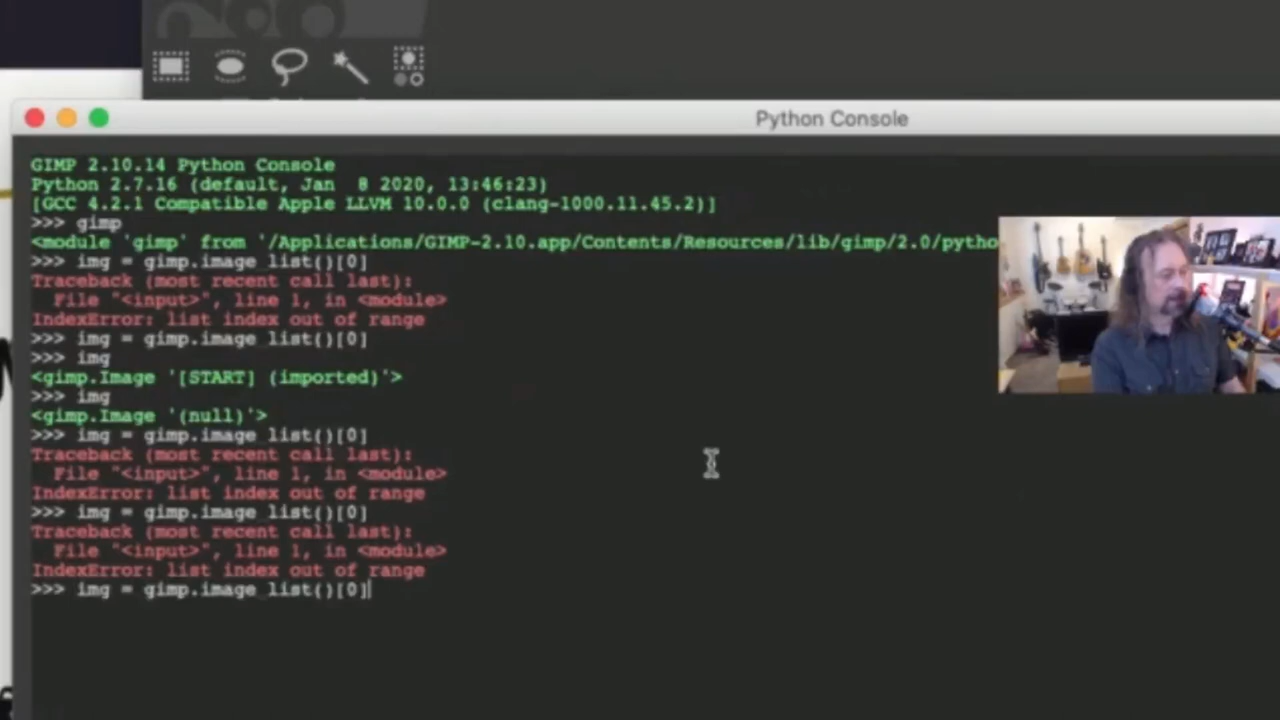 Python Console
GIMP 2.10.14 Python Console
Python 2.7.16 (default, Jan  8 2020, 13:46:23)
[GCC 4.2.1 Compatible Apple LLVM 10.0.0 (clang-1000.11.45.2)]
>>> gimp
<module 'gimp' from '/Applications/GIMP-2.10.app/Contents/Resources/lib/gimp/2.0/pytho
>>> img = gimp.image_list()[0]
Traceback (most recent call last):
  File "<input>", line 1, in <module>
IndexError: list index out of range
>>> img = gimp.image_list()[0]
>>> img
<gimp.Image '[START] (imported)'>
>>> img
<gimp.Image '(null)'>
>>> img = gimp.image_list()[0]
Traceback (most recent call last):
  File "<input>", line 1, in <module>
IndexError: list index out of range
>>> img = gimp.image_list()[0]
Traceback (most recent call last):
  File "<input>", line 1, in <module>
IndexError: list index out of range
>>> img = gimp.image_list()[0]